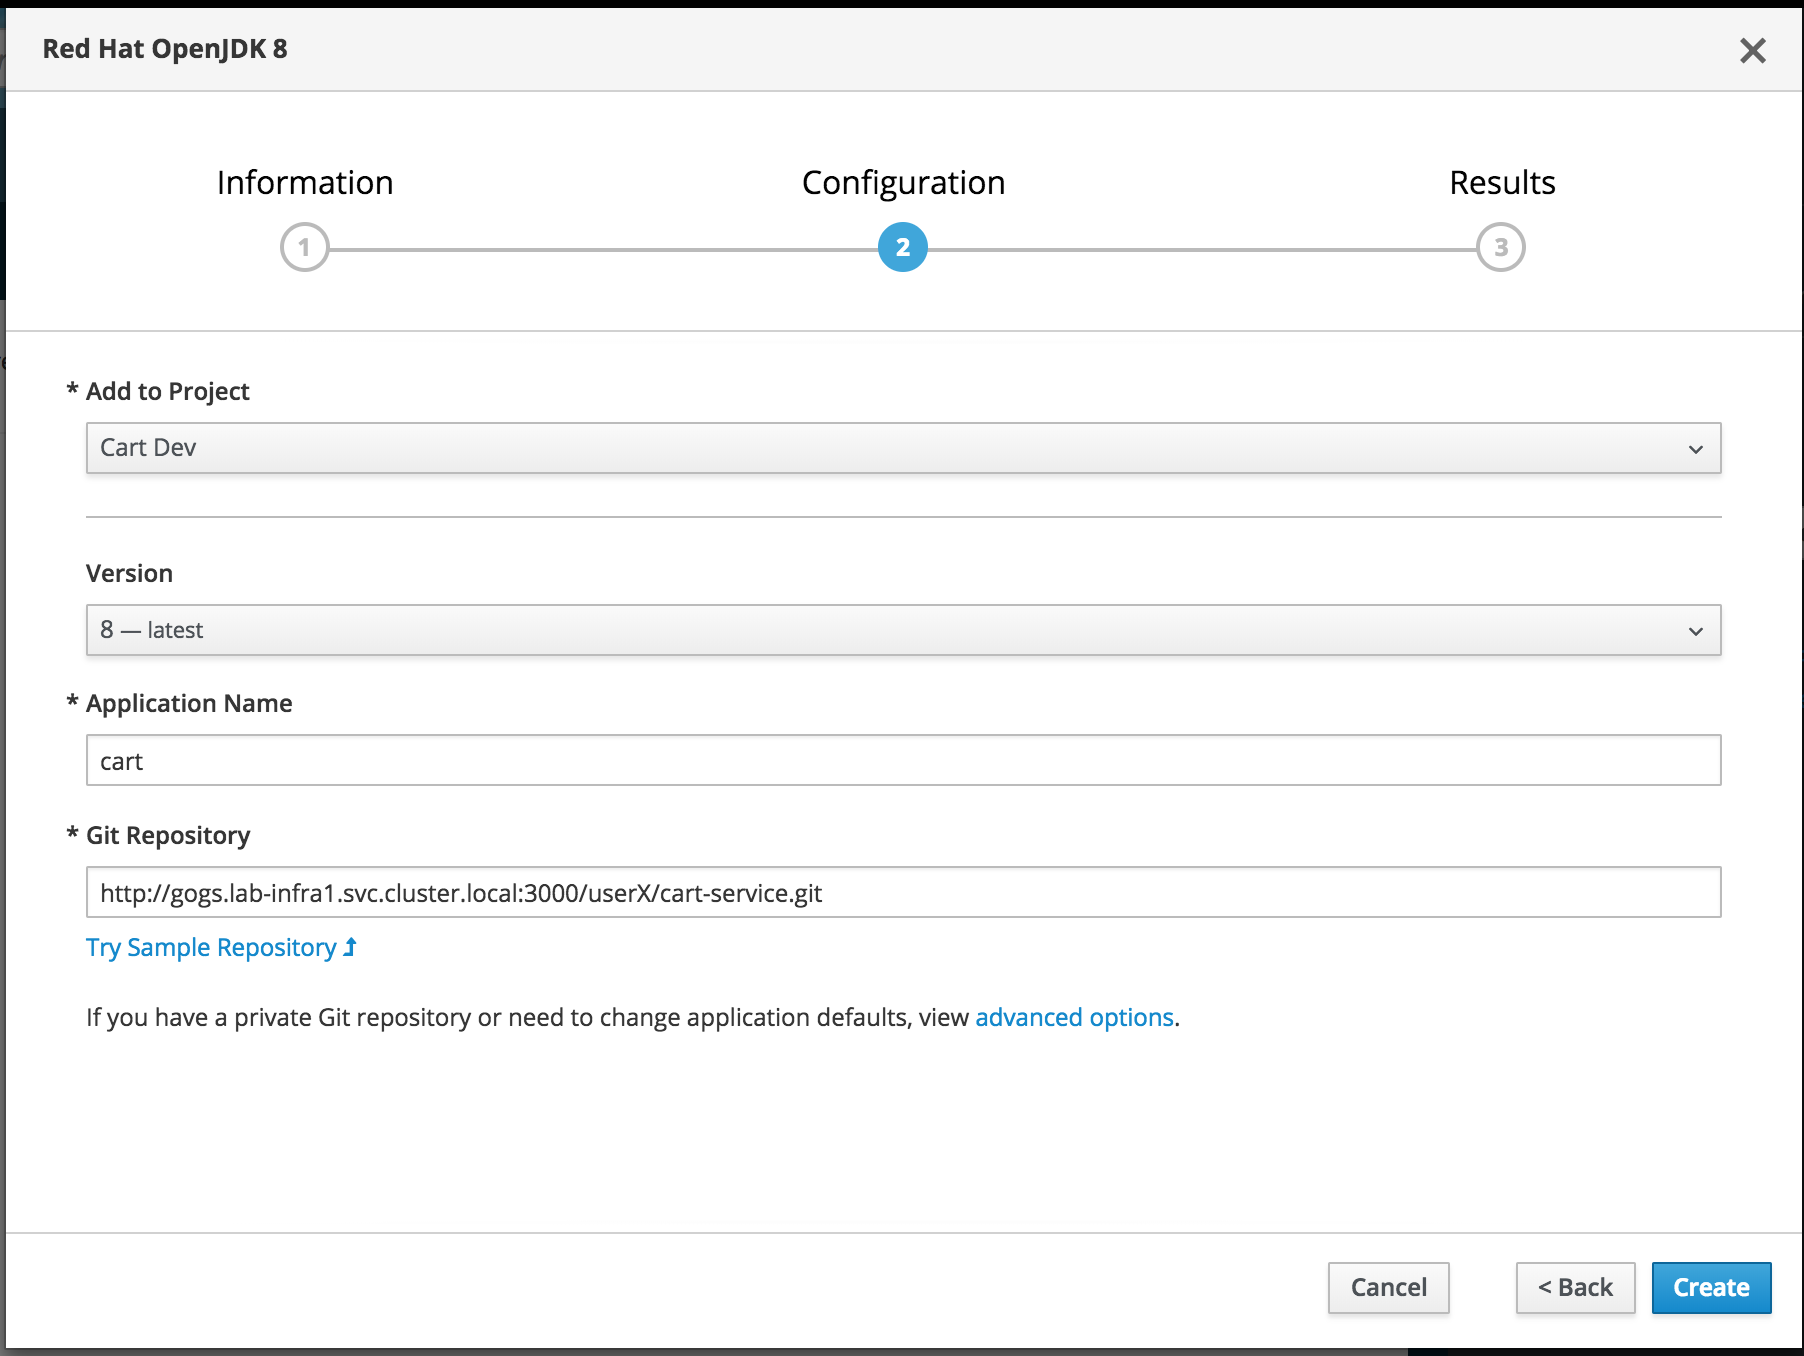 Red Hat OpenJDK 8
Information
Configuration
Results
1
2
3
* Add to Project
Cart Dev
Version
8 — latest
* Application Name
cart
* Git Repository
http://gogs.lab-infra1.svc.cluster.local:3000/userX/cart-service.git
Try Sample Repository
If you have a private Git repository or need to change application defaults, view advanced options.
Cancel
< Back
Create